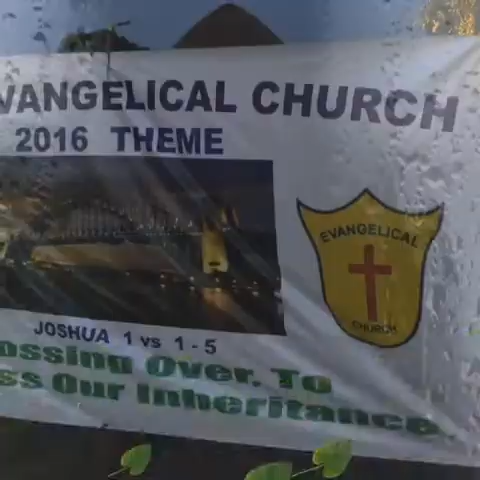 VANGELICAL CHURCH
2016 THEME
EVANGELICAL
CHURCH
JOSHUA 1 vs 1 - 5
ossing Over. To
ss Our Inheritance